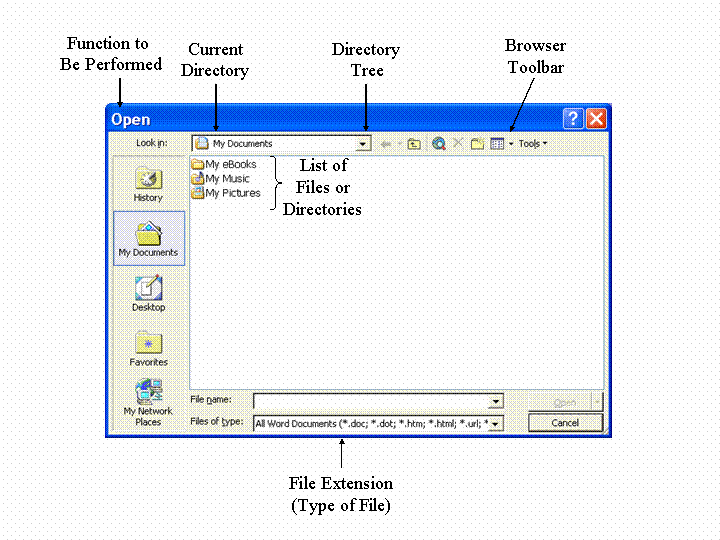 Function to
Be Performed
Current
Directory
Directory
Tree
Browser
Toolbar
Open
Look in:
My Documents
Tools
My eBooks
My Music
My Pictures
List of
Files or
Directories
History
My Documents
Desktop
Favorites
My Network
Places
File name:
Open
Files of type:
All Word Documents (*.doc; *.dot; *.htm; *.html; *.url; *
Cancel
File Extension
(Type of File)